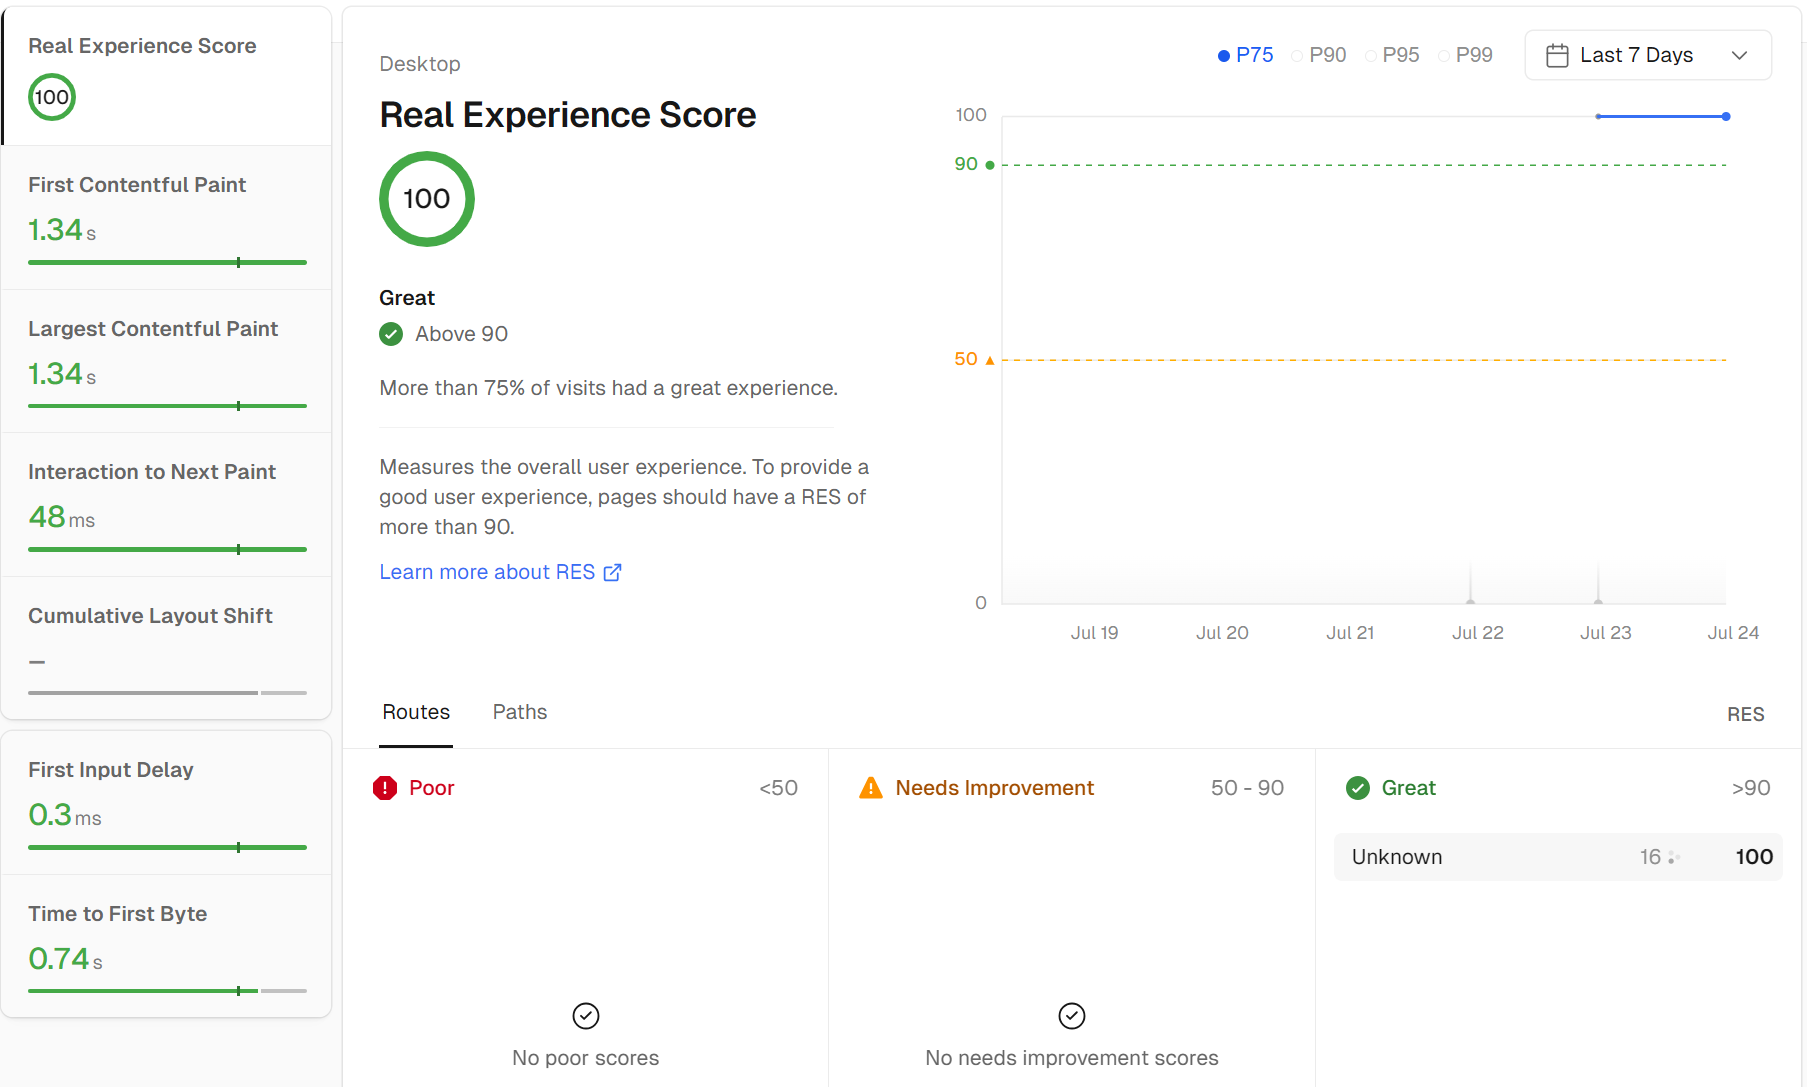 Real Experience Score
100
First Contentful Paint
1.34 s
Largest Contentful Paint
1.34 s
Interaction to Next Paint
48 ms
Cumulative Layout Shift
–
First Input Delay
0.3 ms
Time to First Byte
0.74 s
Desktop
Real Experience Score
100
Great
Above 90
More than 75% of visits had a great experience.
Measures the overall user experience. To provide a
good user experience, pages should have a RES of
more than 90.
Learn more about RES
P75 P90 P95 P99
Last 7 Days
100
90
50
0
Jul 19 Jul 20 Jul 21 Jul 22 Jul 23 Jul 24
Routes Paths RES
Poor <50
No poor scores
Needs Improvement 50 - 90
No needs improvement scores
Great >90
Unknown 16 100